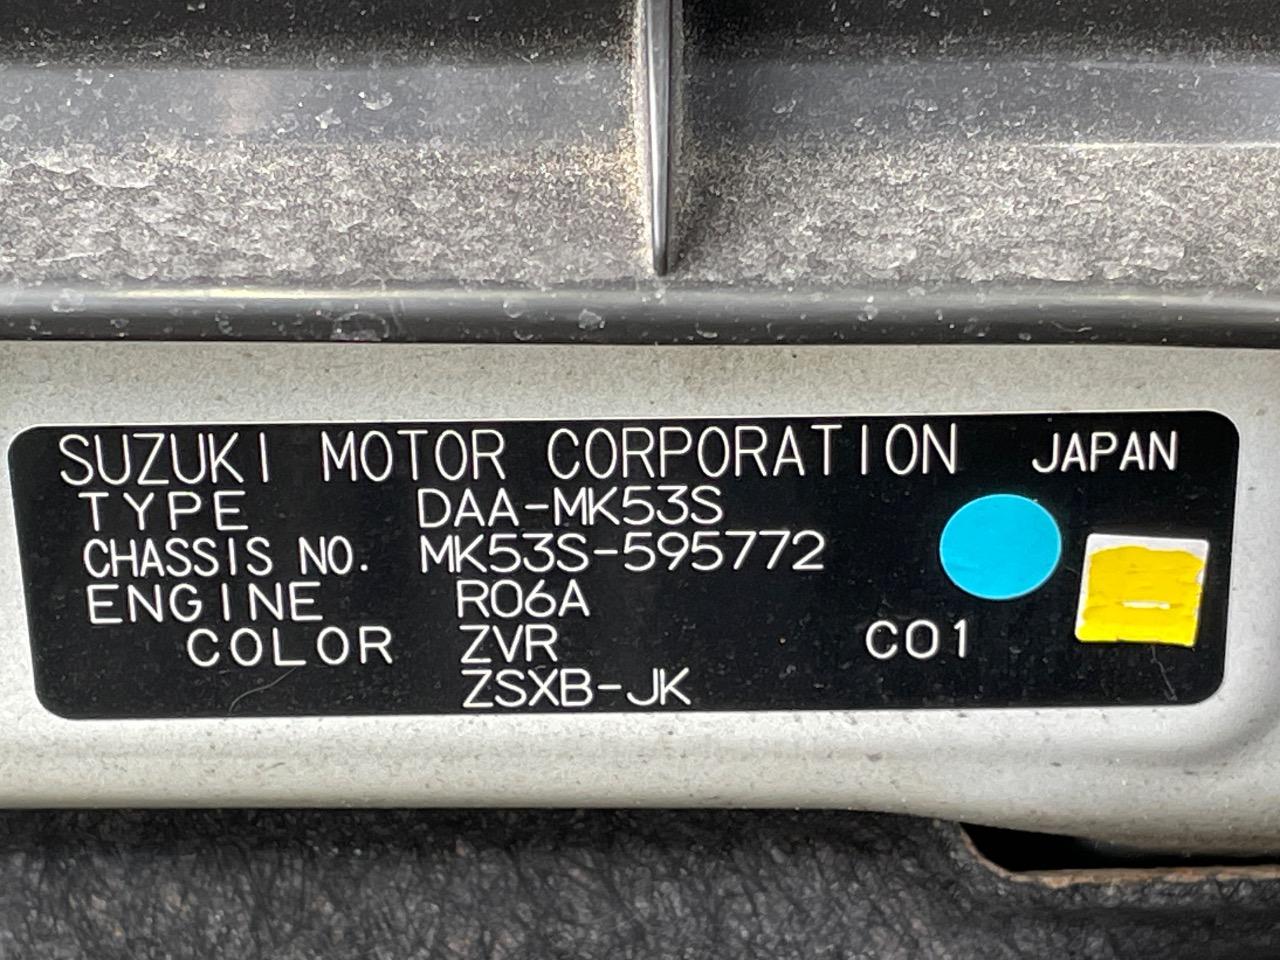 SUZUKI MOTOR CORPORATION JAPAN
TYPE DAA-MK53S
CHASSIS NO. MK53S-595772
ENGINE R06A
COLOR ZVR C01
ZSXB-JK